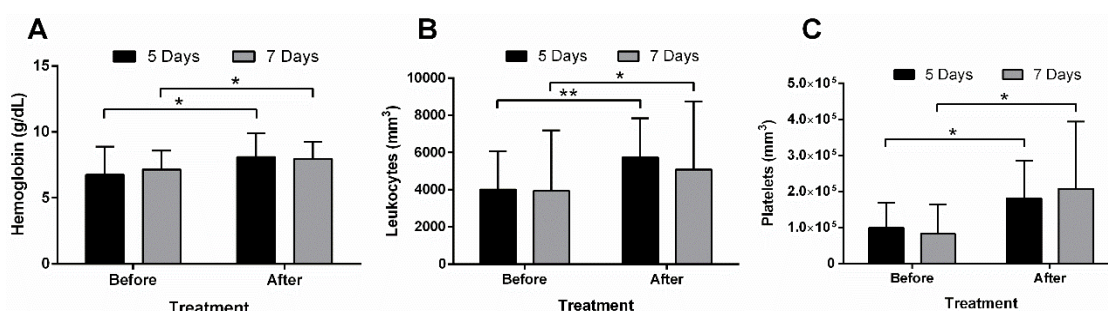 A
5 Days 7 Days
Hemoglobin (g/dL)
15
10
5
0
*
*
Before After
Treatment
B
5 Days 7 Days
Leukocytes (mm³)
10000
8000
6000
4000
2000
0
*
**
Before After
Treatment
C
5 Days 7 Days
Platelets (mm³)
5.0×10⁵
4.0×10⁵
3.0×10⁵
2.0×10⁵
1.0×10⁵
0
*
*
Before After
Treatment